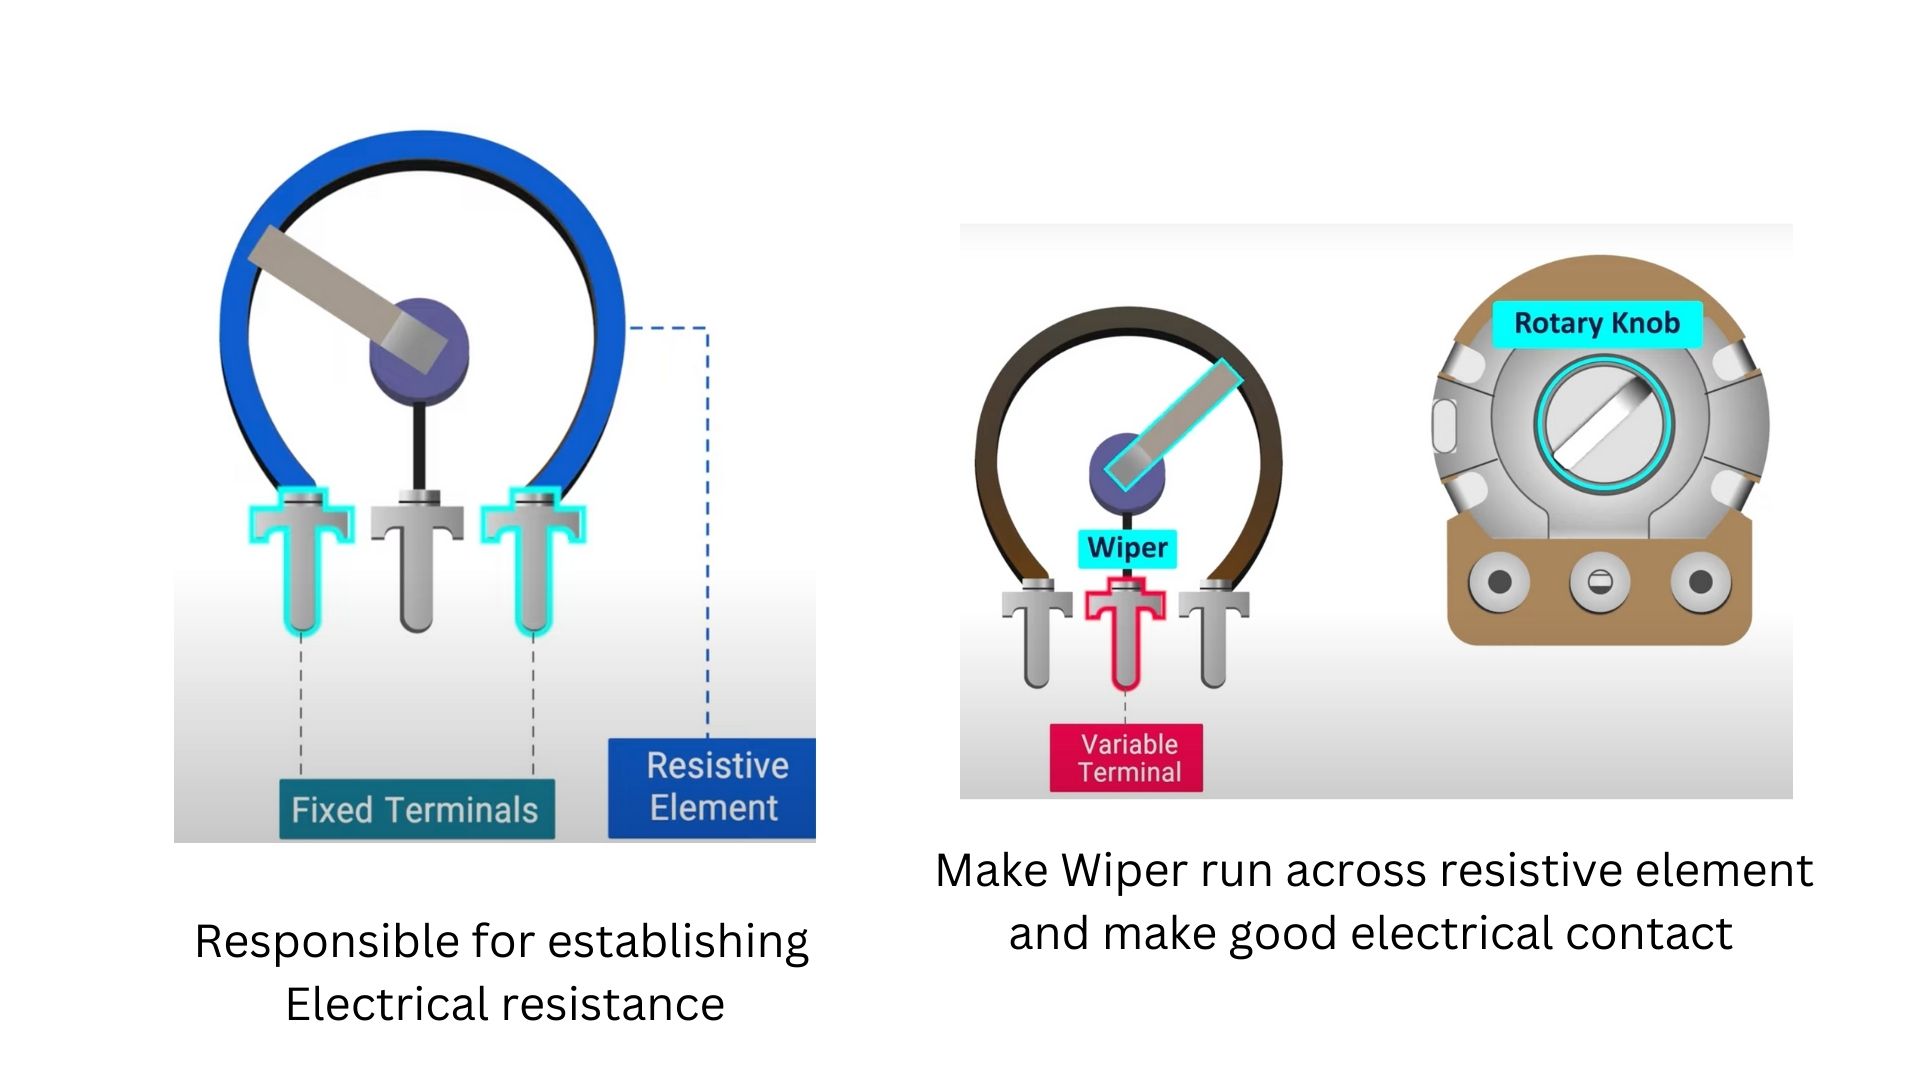 Fixed Terminals
Resistive
Element
Responsible for establishing
Electrical resistance
Wiper
Variable
Terminal
Rotary Knob
Make Wiper run across resistive element
and make good electrical contact